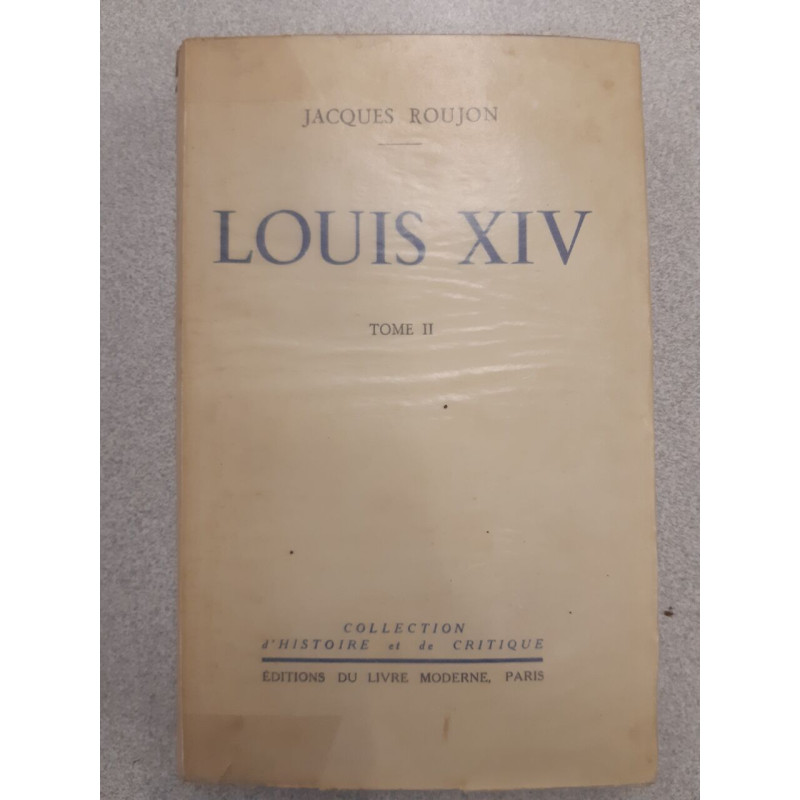 JACQUES ROUJON
LOUIS XIV
TOME II
COLLECTION
d'HISTOIRE et de CRITIQUE
ÉDITIONS DU LIVRE MODERNE, PARIS